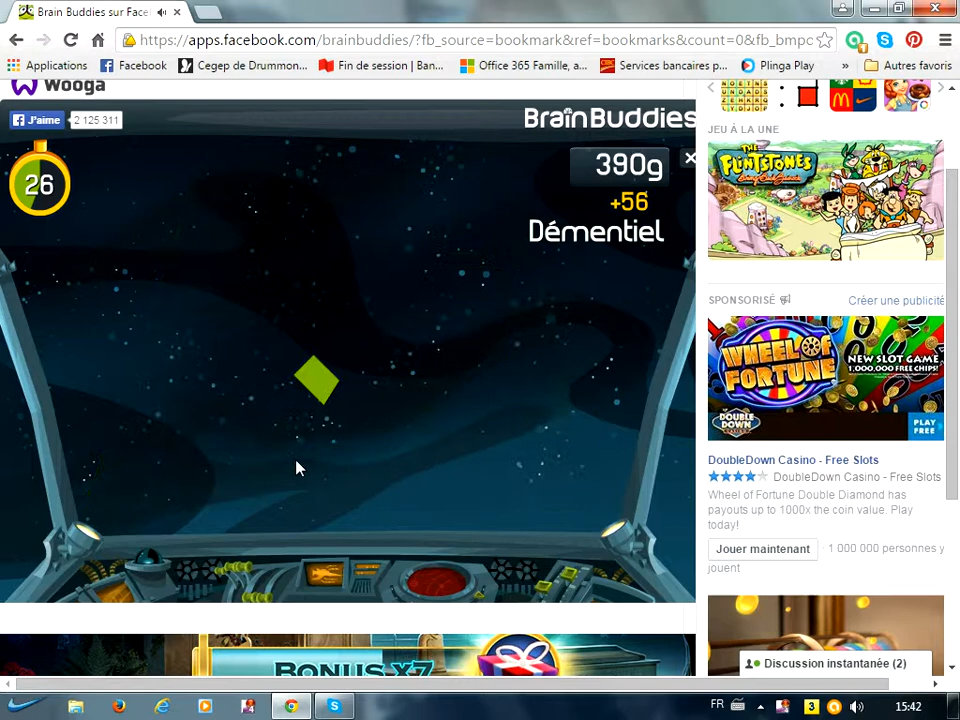 Brain Buddies sur Face
https://apps.facebook.com/brainbuddies/?fb_source=bookmark&ref=bookmarks&count=0&fb_bmpc
Applications
Facebook
Cegep de Drummon...
Fin de session | Ban...
Office 365 Famille, a...
Services bancaires p...
Plinga Play
»
Autres favoris
Wooga
J'aime
2 125 311
BrainBuddies
26
390g
+56
Démentiel
JEU À LA UNE
THE FLINTSTONES
SPONSORISÉ
Créer une publicité
WHEEL OF FORTUNE
NEW SLOT GAME
1,000,000 FREE CHIPS!
DOUBLEDOWN CASINO
PLAY FREE
DoubleDown Casino - Free Slots
DoubleDown Casino - Free Slots
Wheel of Fortune Double Diamond has
payouts up to 1000x the coin value. Play
today!
Jouer maintenant
· 1 000 000 personnes y
jouent
BONUS X7
Discussion instantanée (2)
FR
3
15:42